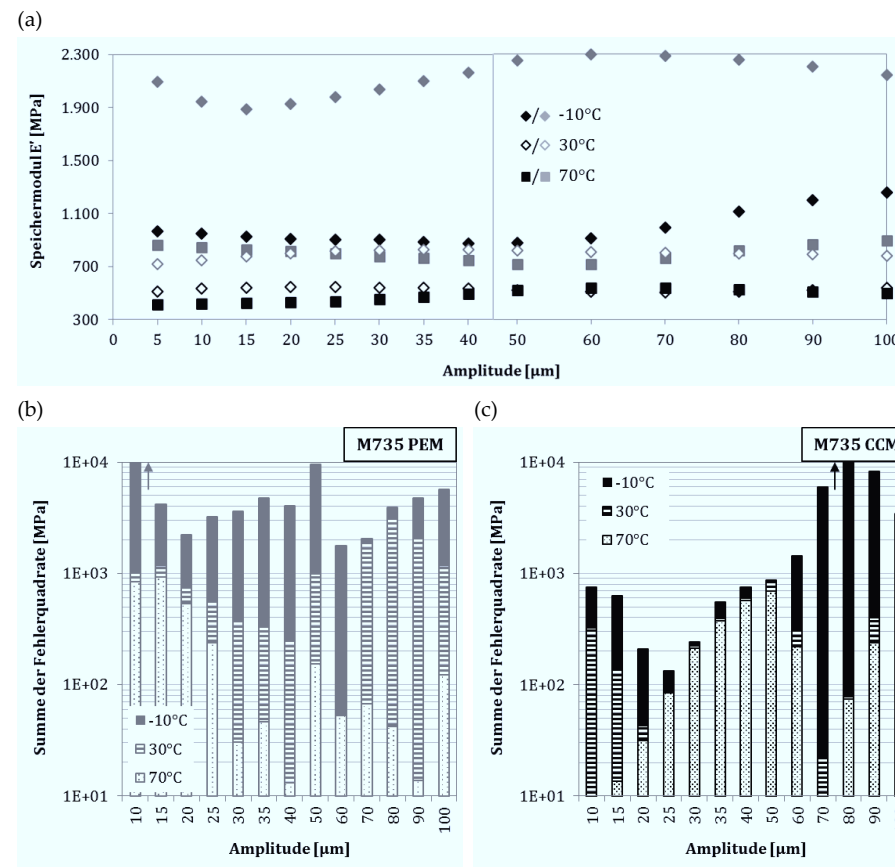 (a)
2.300
1.900
1.500
1.100
700
300
Speichermodul E' [MPa]
-10°C
30°C
70°C
0 5 10 15 20 25 30 35 40 50 60 70 80 90 100
Amplitude [µm]
(b)
M735 PEM
1E+04
1E+03
1E+02
1E+01
Summe der Fehlerquadrate [MPa]
-10°C
30°C
70°C
10 15 20 25 30 35 40 50 60 70 80 90 100
Amplitude [µm]
(c)
M735 CCM
1E+04
1E+03
1E+02
1E+01
Summe der Fehlerquadrate [MPa]
-10°C
30°C
70°C
10 15 20 25 30 35 40 50 60 70 80 90
Amplitude [µm]